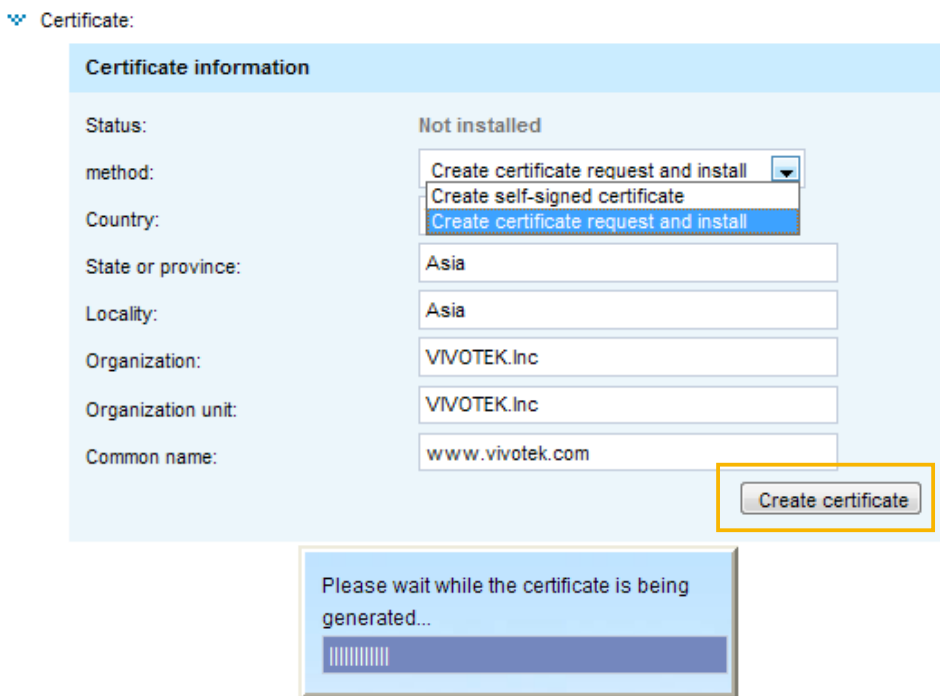 Certificate:
Certificate information
Status: Not installed
method: Create certificate request and install
Create self-signed certificate
Create certificate request and install
Country:
State or province: Asia
Locality: Asia
Organization: VIVOTEK.Inc
Organization unit: VIVOTEK.Inc
Common name: www.vivotek.com
Create certificate
Please wait while the certificate is being
generated...